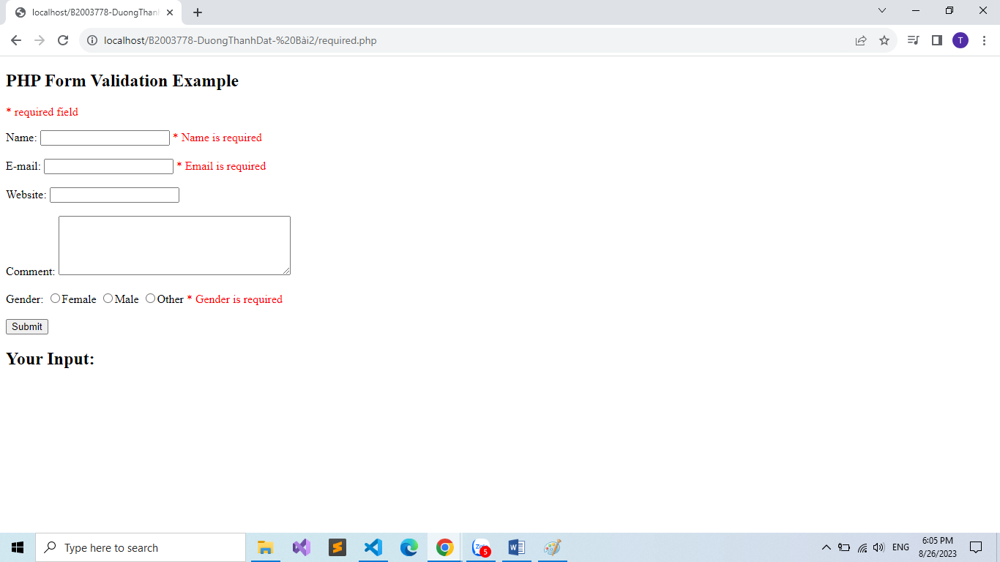 localhost/B2003778-DuongThanh
localhost/B2003778-DuongThanhDat-%20Bài2/required.php
T
PHP Form Validation Example
* required field
Name: * Name is required
E-mail: * Email is required
Website:
Comment:
Gender: Female Male Other * Gender is required
Submit
Your Input:
Type here to search
5
ENG
6:05 PM
8/26/2023